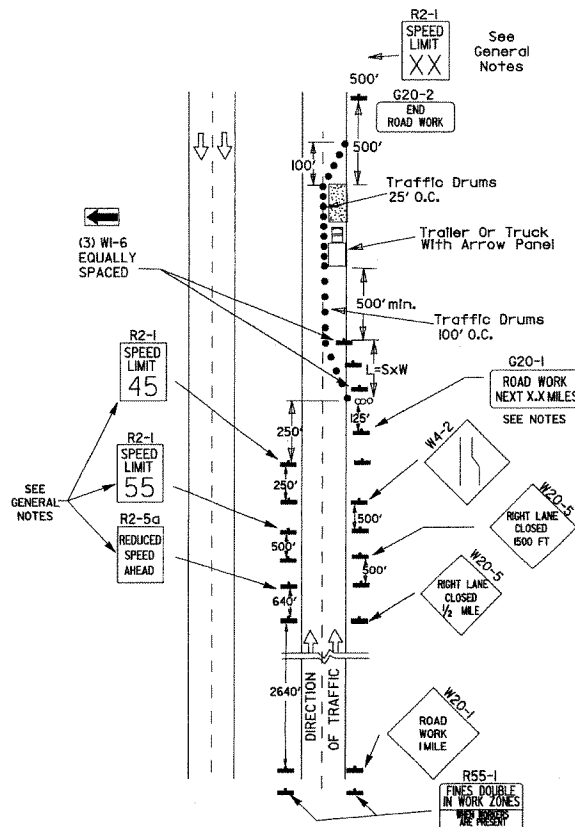 R2-1
SPEED
LIMIT
XX
See
General
Notes
500'
G20-2
END
ROAD WORK
500'
100'
Traffic Drums
25' O.C.
Trailer Or Truck
With Arrow Panel
(3) WI-6
EQUALLY
SPACED
500' min.
Traffic Drums
100' O.C.
R2-1
SPEED
LIMIT
45
L=SxW
G20-1
ROAD WORK
NEXT X.X MILES
SEE NOTES
125'
250'
W4-2
R2-1
SPEED
LIMIT
55
250'
500'
SEE
GENERAL
NOTES
W20-5
RIGHT LANE
CLOSED
1500 FT
R2-5a
REDUCED
SPEED
AHEAD
500'
500'
W20-5
RIGHT LANE
CLOSED
1/2 MILE
640'
2640'
DIRECTION
OF TRAFFIC
W20-1
ROAD
WORK
1 MILE
R55-1
FINES DOUBLE
IN WORK ZONES
WHEN WORKERS
ARE PRESENT